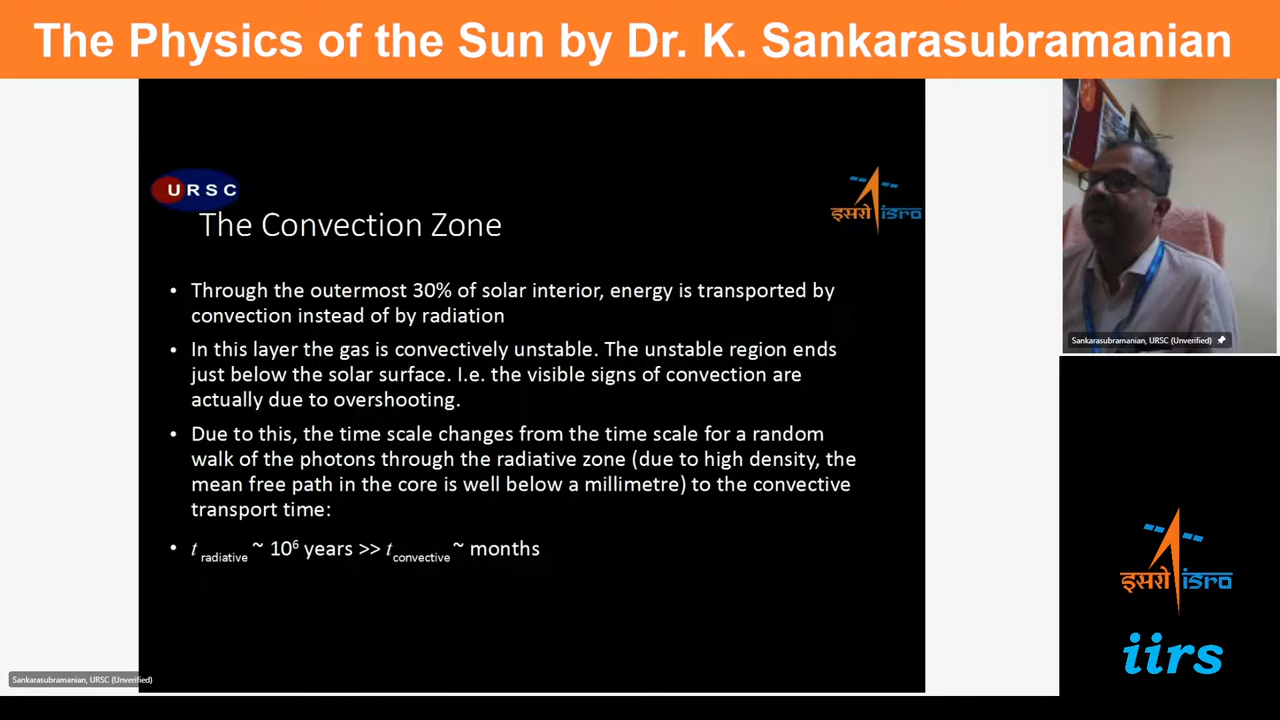 The Physics of the Sun by Dr. K. Sankarasubramanian
URSC
इसरो isro
The Convection Zone
• Through the outermost 30% of solar interior, energy is transported by
convection instead of by radiation
• In this layer the gas is convectively unstable. The unstable region ends
just below the solar surface. I.e. the visible signs of convection are
actually due to overshooting.
• Due to this, the time scale changes from the time scale for a random
walk of the photons through the radiative zone (due to high density, the
mean free path in the core is well below a millimetre) to the convective
transport time:
• t radiative ~ 10⁶ years >> t convective ~ months
Sankarasubramanian, URSC (Unverified)
इसरो isro
iirs
Sankarasubramanian, URSC (Unverified)